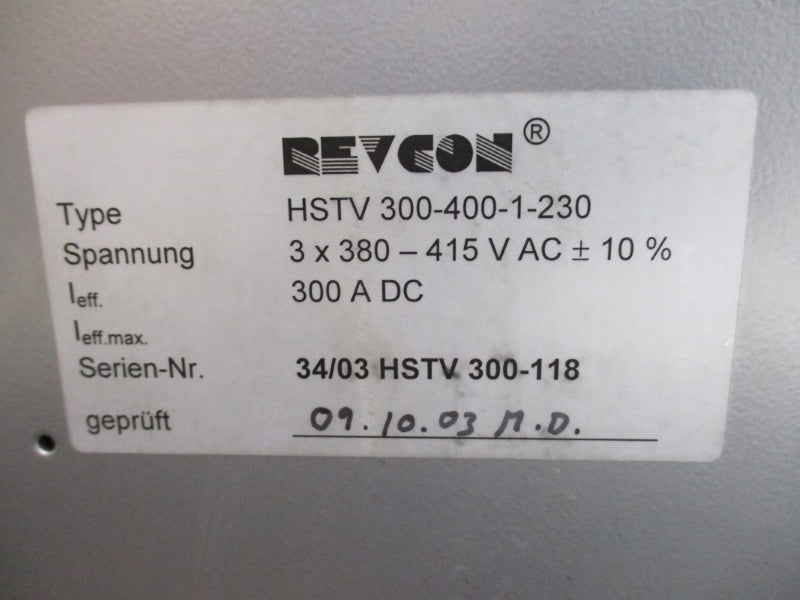 REVCON®
Type HSTV 300-400-1-230
Spannung 3 x 380 – 415 V AC ± 10 %
Ieff. 300 A DC
Ieff.max.
Serien-Nr. 34/03 HSTV 300-118
geprüft 09.10.03 M.D.